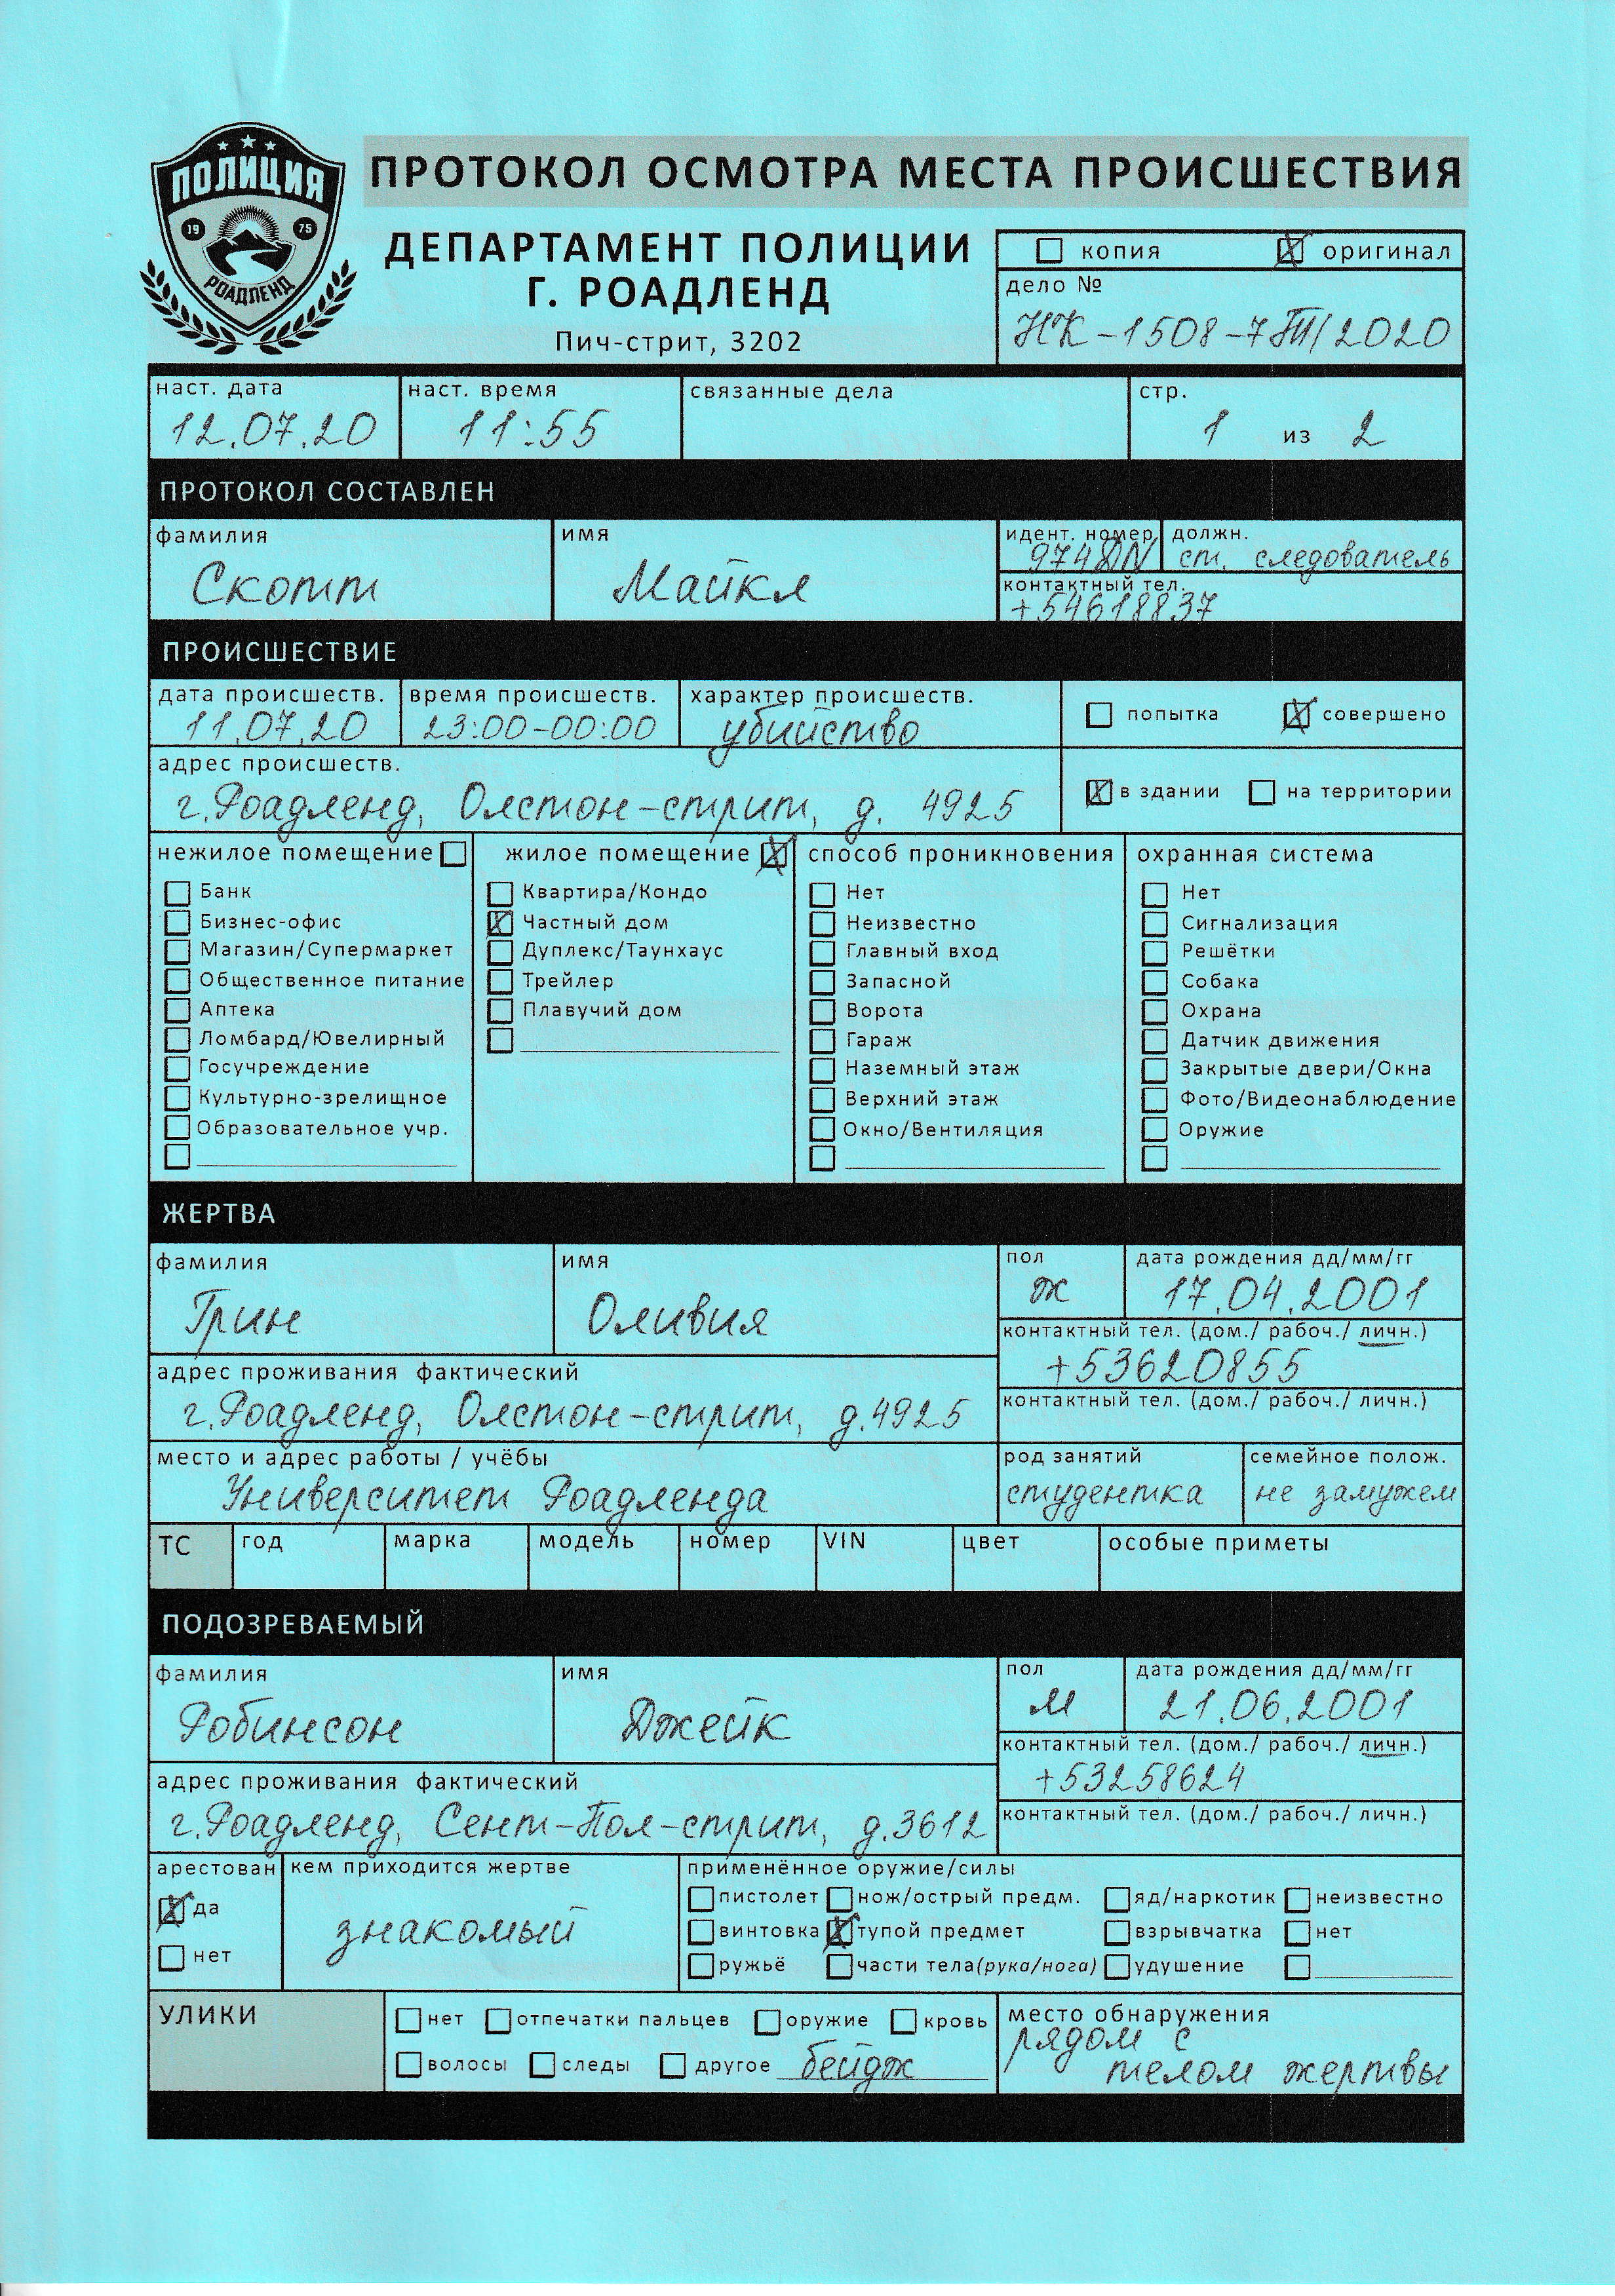 ПОЛИЦИЯ
19 75
РОАДЛЕНД
ПРОТОКОЛ ОСМОТРА МЕСТА ПРОИСШЕСТВИЯ
ДЕПАРТАМЕНТ ПОЛИЦИИ
Г. РОАДЛЕНД
Пич-стрит, 3202
копия оригинал
дело №
НК-1508-7 /2020
наст. дата наст. время связанные дела стр.
12.07.20 11:55 1 из 2
ПРОТОКОЛ СОСТАВЛЕН
фамилия имя идент. номер должн.
Скотт Майкл 974DN ст. следователь
контактный тел.
+54618837
ПРОИСШЕСТВИЕ
дата происшеств. время происшеств. характер происшеств.
11.07.20 23:00-00:00 убийство
попытка совершено
адрес происшеств.
г.Роадленд, Олстон-стрит, д. 4925
в здании на территории
нежилое помещение жилое помещение способ проникновения охранная система
Банк Квартира/Кондо Нет Нет
Бизнес-офис Частный дом Неизвестно Сигнализация
Магазин/Супермаркет Дуплекс/Таунхаус Главный вход Решётки
Общественное питание Трейлер Запасной Собака
Аптека Плавучий дом Ворота Охрана
Ломбард/Ювелирный Гараж Датчик движения
Госучреждение Наземный этаж Закрытые двери/Окна
Культурно-зрелищное Верхний этаж Фото/Видеонаблюдение
Образовательное учр. Окно/Вентиляция Оружие
ЖЕРТВА
фамилия имя пол дата рождения дд/мм/гг
Грин Оливия ж 17.04.2001
контактный тел. (дом./ рабоч./ личн.)
+53620855
адрес проживания фактический
г.Роадленд, Олстон-стрит, д.4925
контактный тел. (дом./ рабоч./ личн.)
место и адрес работы / учёбы род занятий семейное полож.
Университет Роадленда студентка не замужем
ТС год марка модель номер VIN цвет особые приметы
ПОДОЗРЕВАЕМЫЙ
фамилия имя пол дата рождения дд/мм/гг
Робинсон Джейк м 21.06.2001
контактный тел. (дом./ рабоч./ личн.)
+53258624
адрес проживания фактический
г.Роадленд, Сент-Пол-стрит, д.3612
контактный тел. (дом./ рабоч./ личн.)
арестован кем приходится жертве применённое оружие/силы
да знакомый
нет
пистолет нож/острый предм. яд/наркотик неизвестно
винтовка тупой предмет взрывчатка нет
ружьё части тела(рука/нога) удушение
УЛИКИ нет отпечатки пальцев оружие кровь
волосы следы другое бейдж
место обнаружения
рядом с
телом жертвы